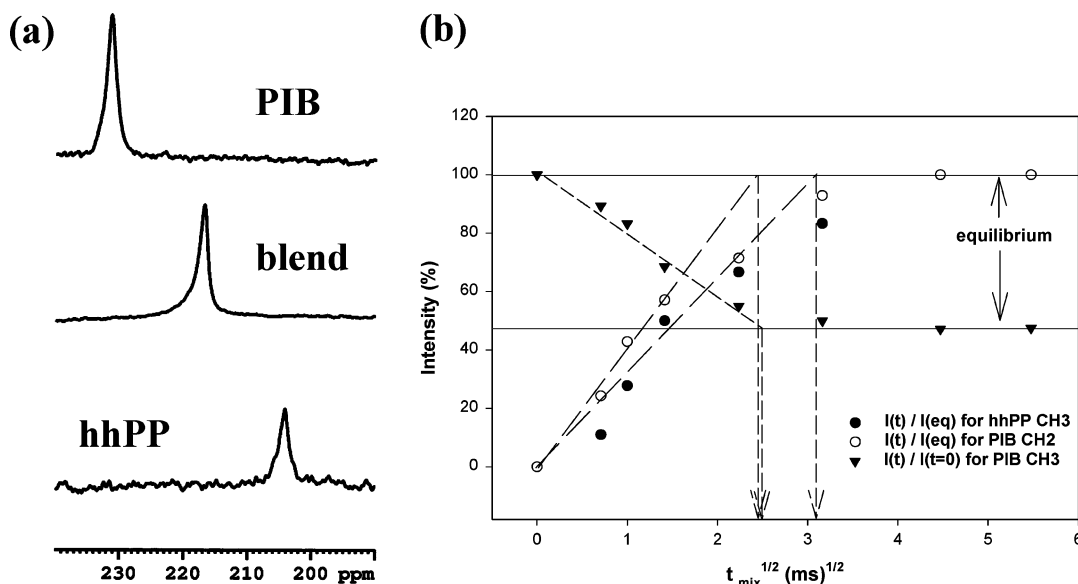 (a)
PIB
blend
hhPP
230 220 210 200 ppm
(b)
120
100
80
60
40
20
0
Intensity (%)
equilibrium
I(t) / I(eq) for hhPP CH3
I(t) / I(eq) for PIB CH2
I(t) / I(t=0) for PIB CH3
0 1 2 3 4 5 6
t mix 1/2 (ms)1/2